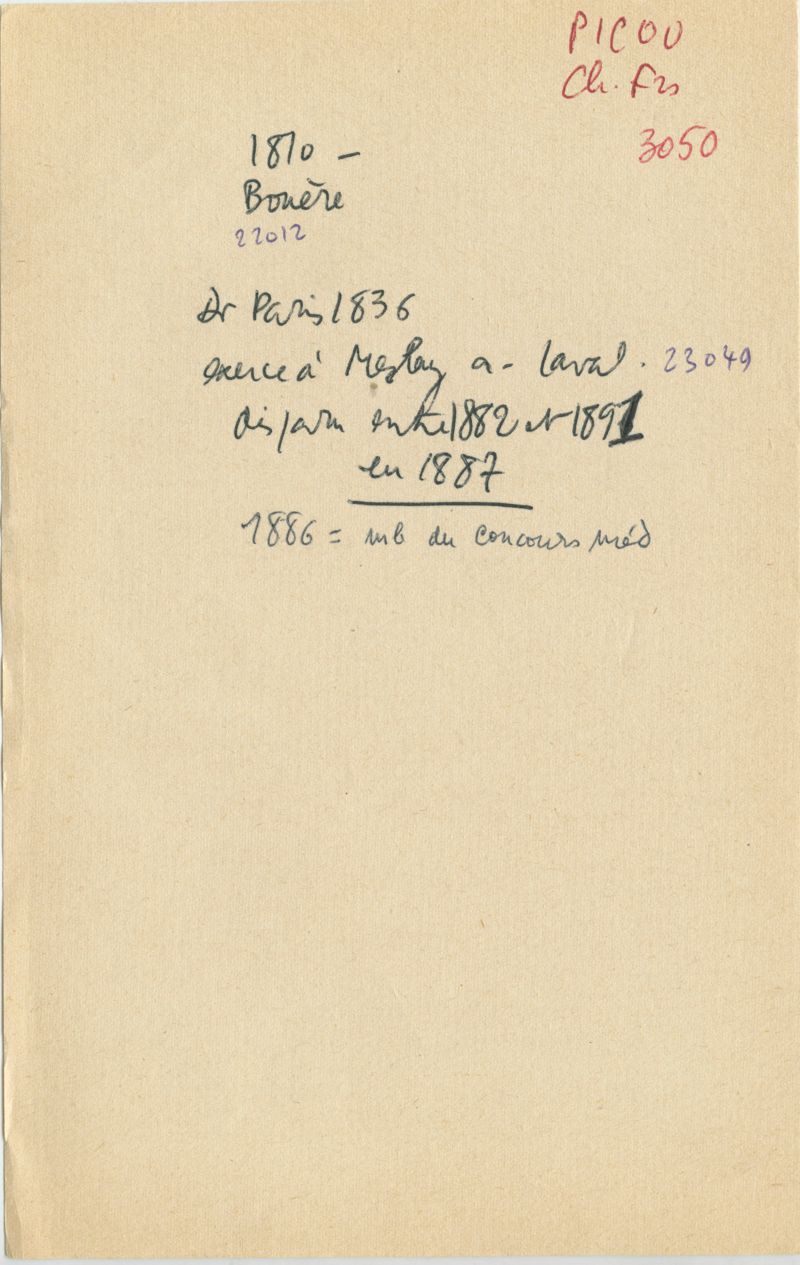 PICOU
Ch. Frs
3050
1810 -
Bouère
22012
Dr Paris 1836
exerce à Meslay a - Laval. 23049
disparu entre 1882 et 1891
en 1887
1886 = mb du concours méd